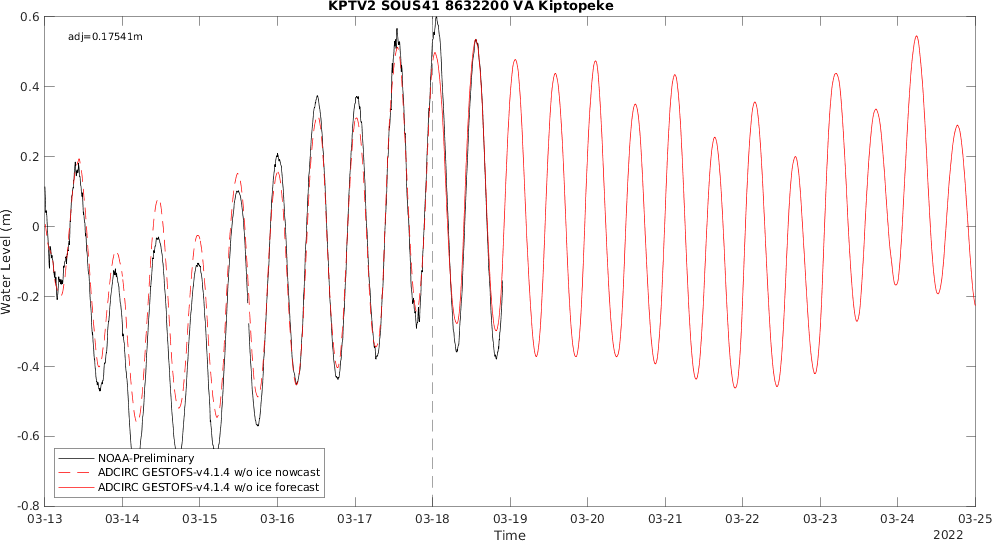 KPTV2 SOUS41 8632200 VA Kiptopeke
adj=0.17541m
0.6
0.4
0.2
0
-0.2
-0.4
-0.6
-0.8
Water Level (m)
NOAA-Preliminary
ADCIRC GESTOFS-v4.1.4 w/o ice nowcast
ADCIRC GESTOFS-v4.1.4 w/o ice forecast
03-13 03-14 03-15 03-16 03-17 03-18 03-19 03-20 03-21 03-22 03-23 03-24 03-25
Time
2022